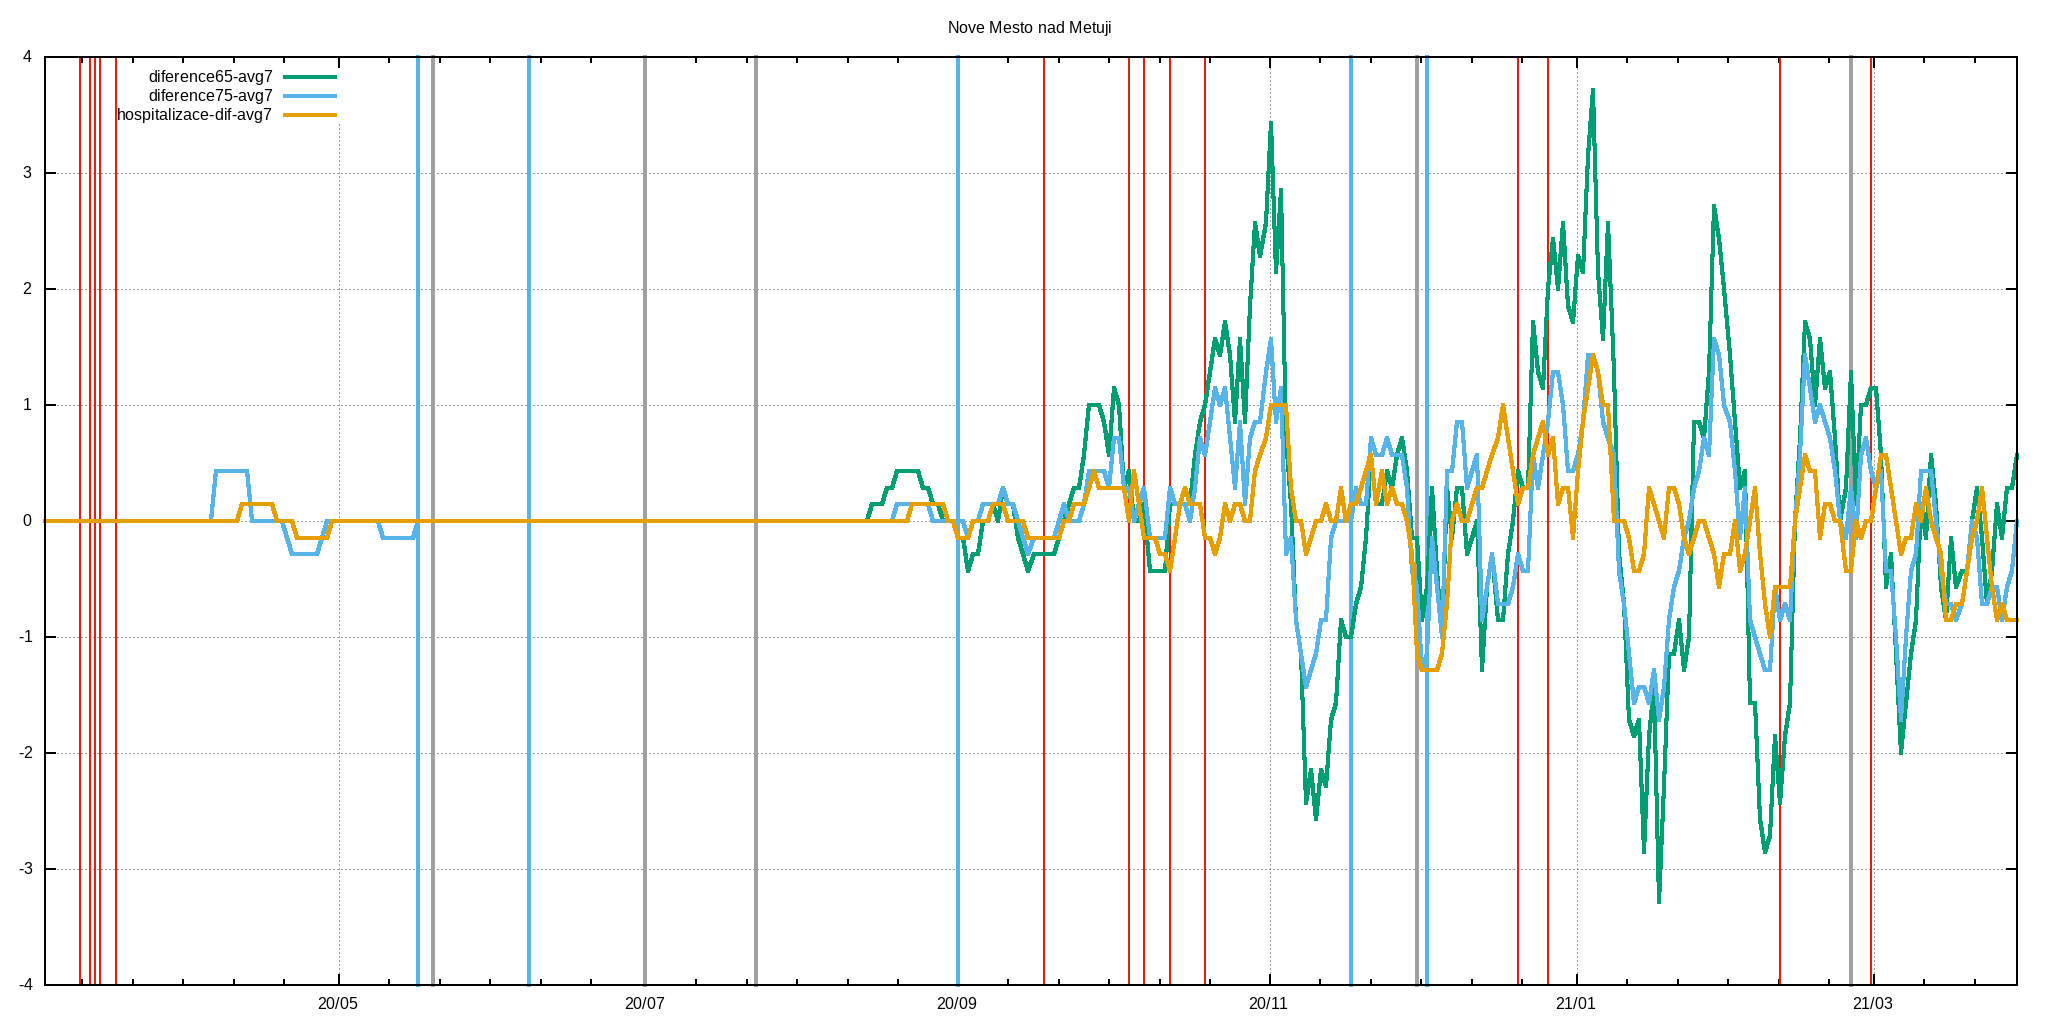 Nove Mesto nad Metuji
4
diference65-avg7
diference75-avg7
hospitalizace-dif-avg7
3
2
1
0
-1
-2
-3
-4
20/05 20/07 20/09 20/11 21/01 21/03